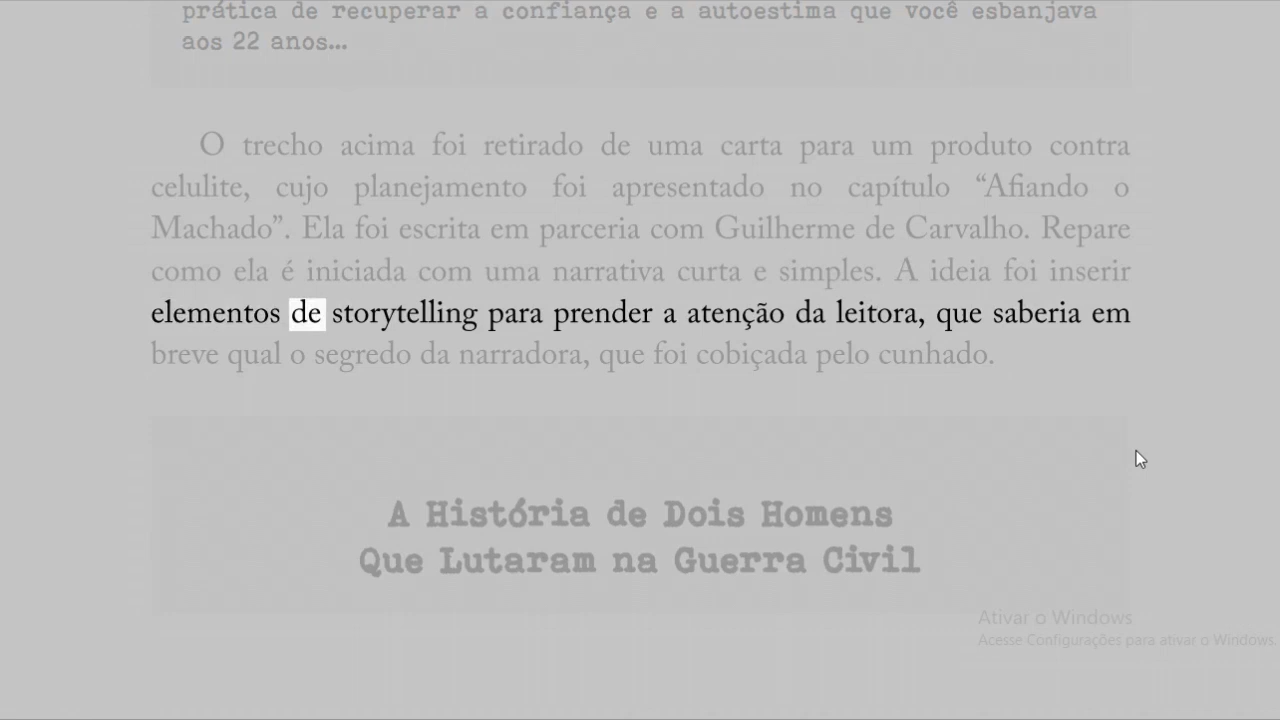 prática de recuperar a confiança e a autoestima que você esbanjava
aos 22 anos...
O trecho acima foi retirado de uma carta para um produto contra
celulite, cujo planejamento foi apresentado no capítulo “Afiando o
Machado”. Ela foi escrita em parceria com Guilherme de Carvalho. Repare
como ela é iniciada com uma narrativa curta e simples. A ideia foi inserir
elementos de storytelling para prender a atenção da leitora, que saberia em
breve qual o segredo da narradora, que foi cobiçada pelo cunhado.
A História de Dois Homens
Que Lutaram na Guerra Civil
Ativar o Windows
Acesse Configurações para ativar o Windows.